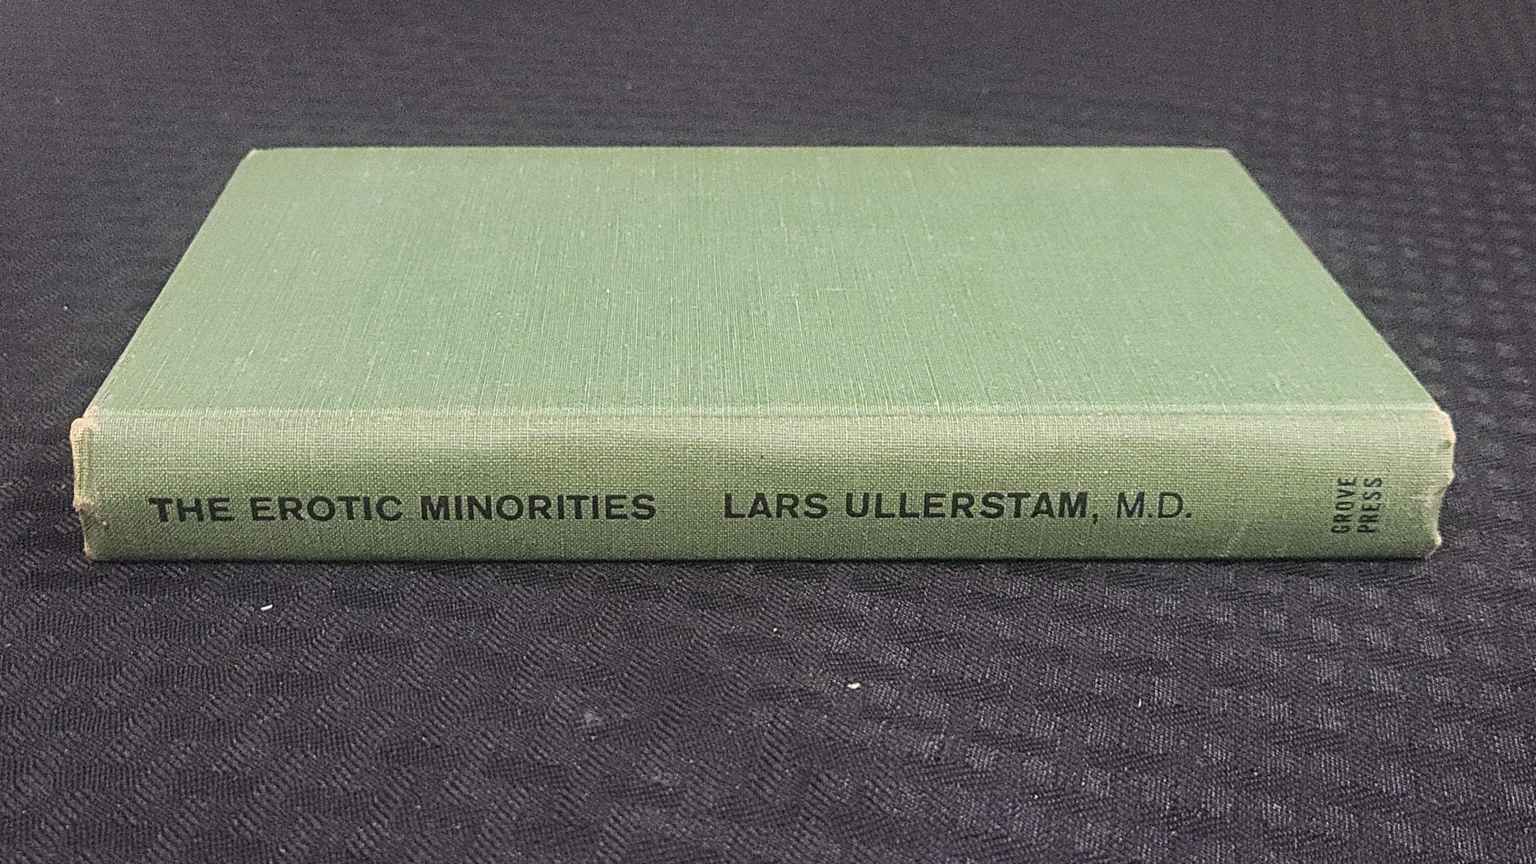 THE EROTIC MINORITIES LARS ULLERSTAM, M.D.
GROVE
PRESS